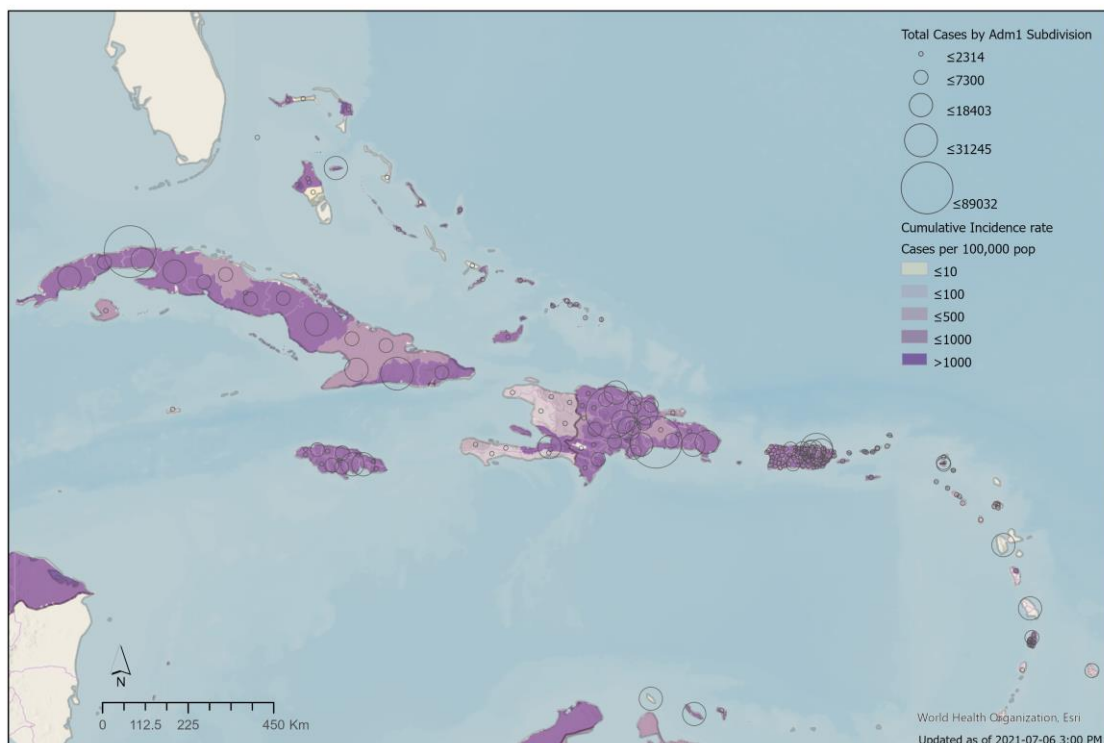 Total Cases by Adm1 Subdivision
≤2314
≤7300
≤18403
≤31245
≤89032
Cumulative Incidence rate
Cases per 100,000 pop
≤10
≤100
≤500
≤1000
>1000
N
0 112.5 225 450 Km
World Health Organization, Esri
Updated as of 2021-07-06 3:00 PM